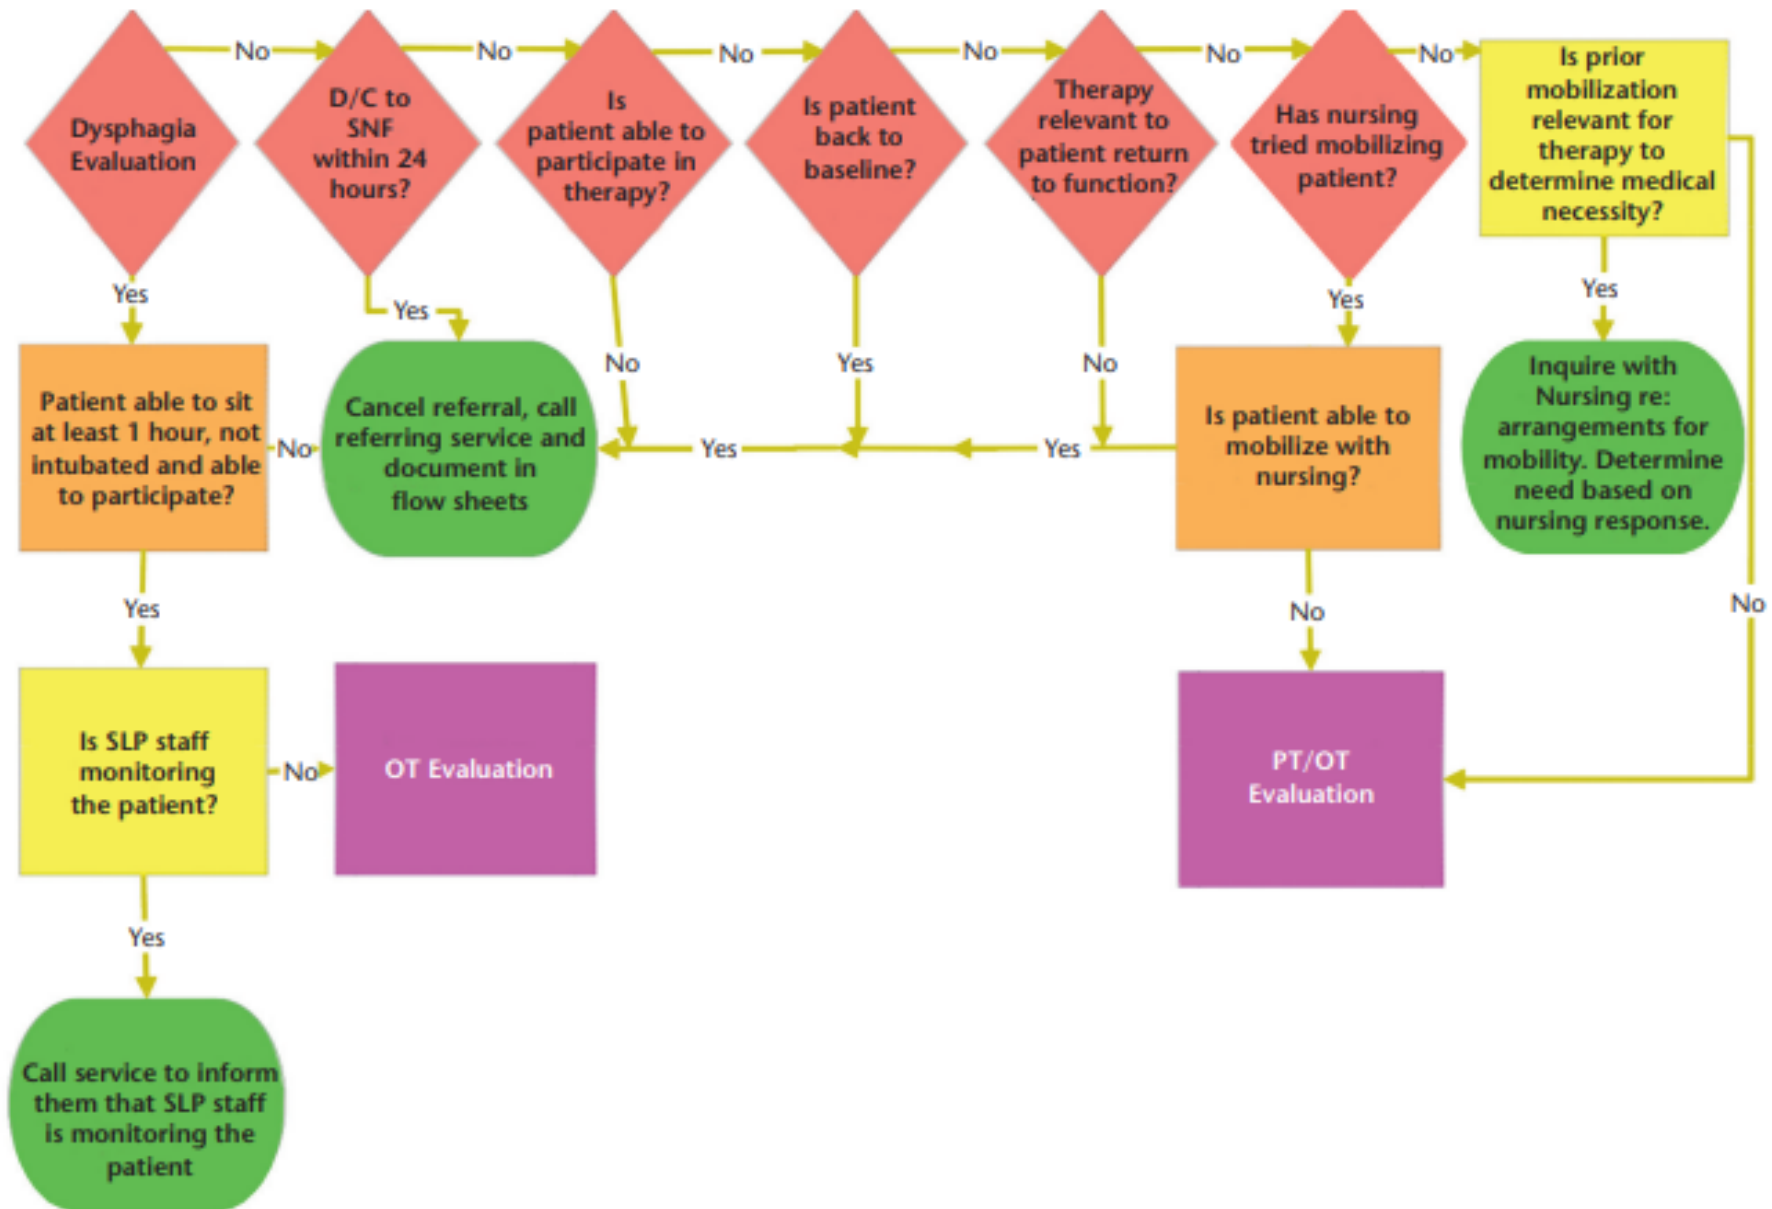 Dysphagia
Evaluation
No
D/C to
SNF
within 24
hours?
No
Is
patient able to
participate in
therapy?
No
Is patient
back to
baseline?
No
Therapy
relevant to
patient return
to function?
No
Has nursing
tried mobilizing
patient?
No
Is prior
mobilization
relevant for
therapy to
determine medical
necessity?
Yes
Yes
No
Yes
No
Yes
Yes
No
Patient able to sit
at least 1 hour, not
intubated and able
to participate?
No
Cancel referral, call
referring service and
document in
flow sheets
Yes
Yes
Is patient able to
mobilize with
nursing?
Inquire with
Nursing re:
arrangements for
mobility. Determine
need based on
nursing response.
Yes
No
Is SLP staff
monitoring
the patient?
No
OT Evaluation
PT/OT
Evaluation
Yes
Call service to inform
them that SLP staff
is monitoring the
patient